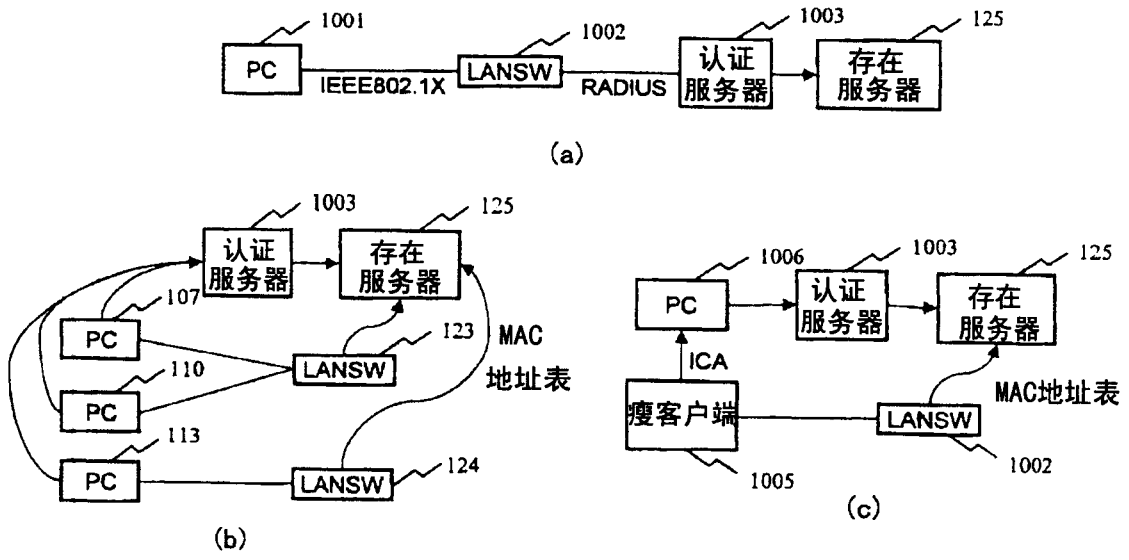 1001
1002
1003
125
PC
IEEE802.1X
LANSW
RADIUS
认证
服务器
存在
服务器
(a)
1003
125
认证
服务器
存在
服务器
107
PC
123
LANSW
MAC
地址表
110
PC
113
PC
LANSW
124
(b)
1006
1003
125
PC
认证
服务器
存在
服务器
ICA
MAC地址表
瘦客户端
LANSW
1005
1002
(c)